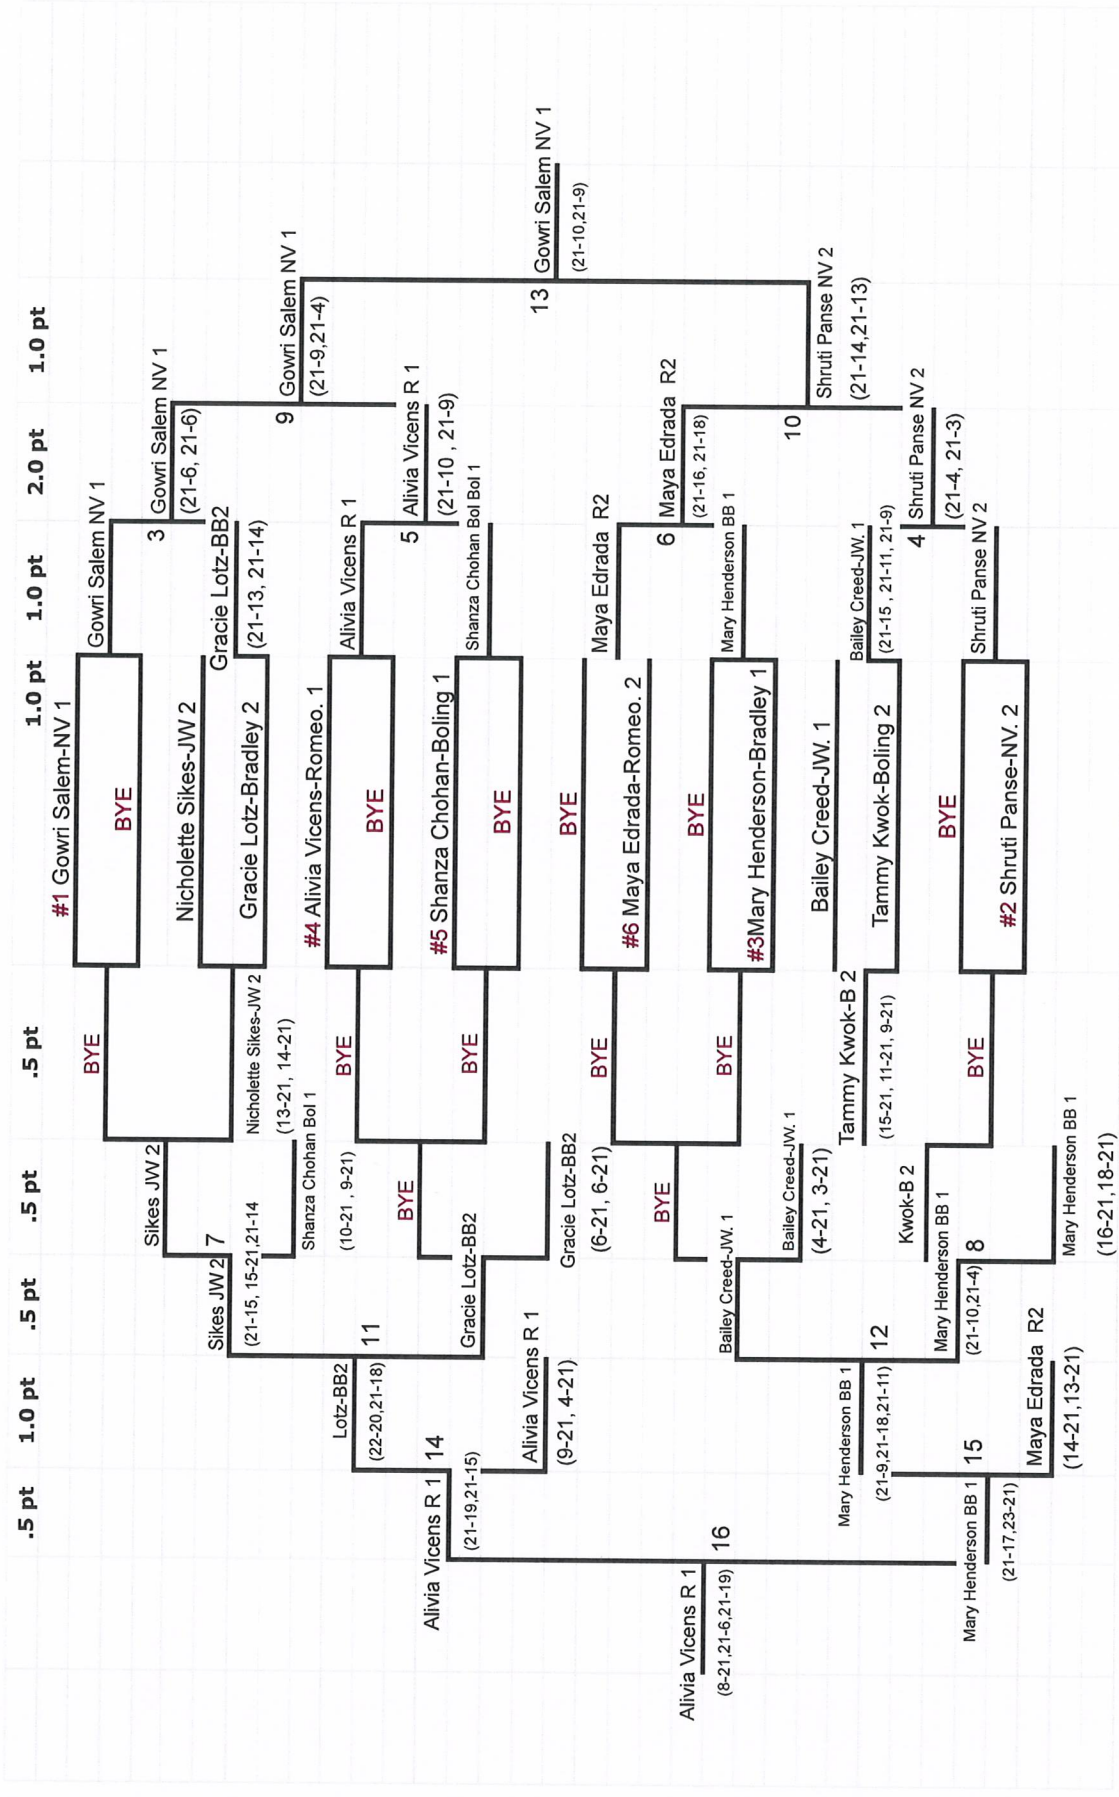 .5 pt
1.0 pt
.5 pt
.5 pt
.5 pt
1.0 pt
1.0 pt
2.0 pt
1.0 pt
#1 Gowri Salem-NV 1
BYE
BYE
Gowri Salem NV 1
3
Gowri Salem NV 1
(21-6, 21-6)
Nicholette Sikes-JW 2
Gracie Lotz-Bradley 2
Gracie Lotz-BB2
(21-13, 21-14)
Sikes JW 2
7
Sikes JW 2
(21-15, 15-21,21-14
Nicholette Sikes-JW 2
(13-21, 14-21)
Shanza Chohan Bol 1
(10-21 , 9-21)
9
Gowri Salem NV 1
(21-9,21-4)
#4 Alivia Vicens-Romeo. 1
BYE
BYE
Alivia Vicens R 1
5
Alivia Vicens R 1
(21-10 , 21-9)
#5 Shanza Chohan-Boling 1
BYE
BYE
Shanza Chohan Bol Bol 1
BYE
11
Lotz-BB2
(22-20,21-18)
Gracie Lotz-BB2
Gracie Lotz-BB2
(6-21, 6-21)
14
Alivia Vicens R 1
(21-19,21-15)
Alivia Vicens R 1
(9-21, 4-21)
13
Gowri Salem NV 1
(21-10,21-9)
BYE
#6 Maya Edrada-Romeo. 2
BYE
Maya Edrada R2
6
Maya Edrada R2
(21-16, 21-18)
BYE
#3Mary Henderson-Bradley 1
BYE
Mary Henderson BB 1
BYE
Bailey Creed-JW. 1
Bailey Creed-JW. 1
(4-21, 3-21)
16
Alivia Vicens R 1
(8-21,21-6,21-19)
10
Shruti Panse NV 2
(21-14,21-13)
Bailey Creed-JW. 1
Tammy Kwok-Boling 2
Bailey Creed-JW. 1
(21-15 , 21-11, 21-9)
Tammy Kwok-B 2
(15-21, 11-21, 9-21)
4
Shruti Panse NV 2
(21-4, 21-3)
BYE
#2 Shruti Panse-NV. 2
BYE
Shruti Panse NV 2
Kwok-B 2
12
Mary Henderson BB 1
(21-9,21-18,21-11)
8
Mary Henderson BB 1
(21-10,21-4)
Mary Henderson BB 1
(16-21,18-21)
15
Mary Henderson BB 1
(21-17,23-21)
Maya Edrada R2
(14-21,13-21)